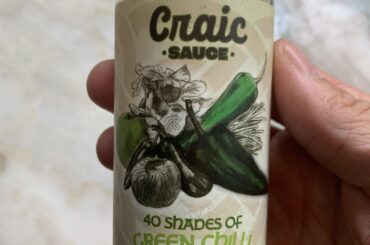 Craic
• SAUCE •
40 SHADES OF
GREEN CHILLI